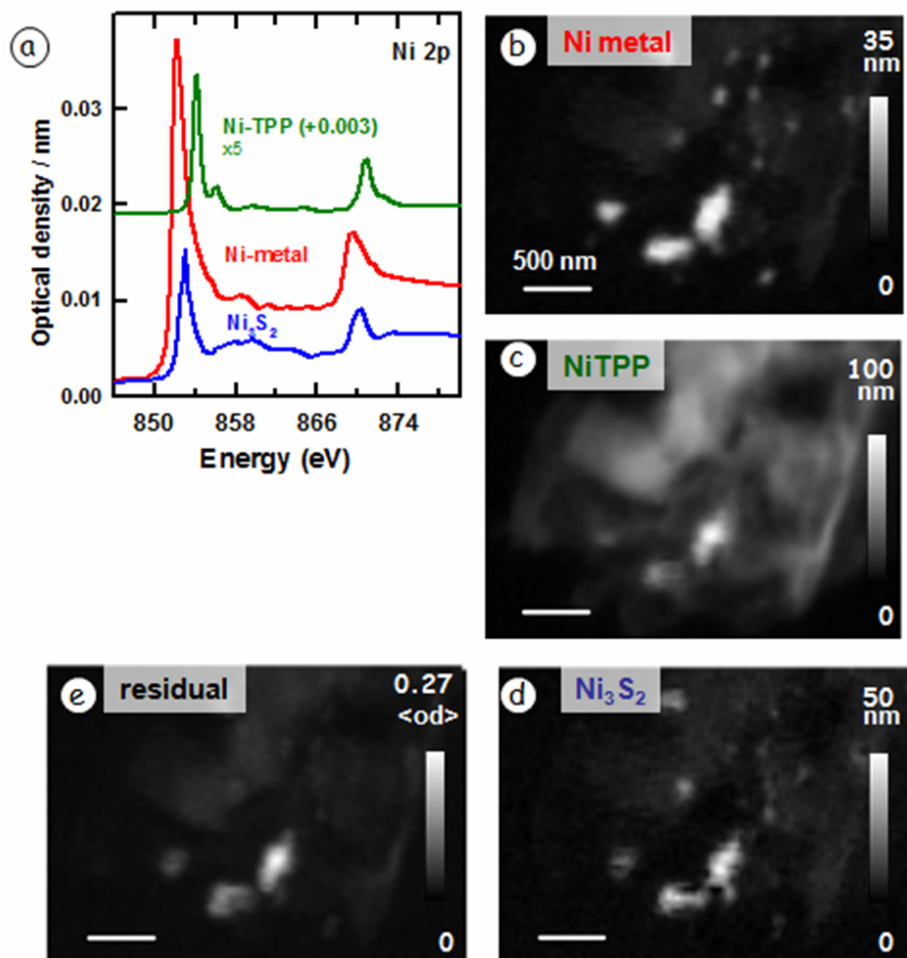 a
Ni 2p
0.03
0.02
0.01
0.00
Optical density / nm
Ni-TPP (+0.003)
x5
Ni-metal
Ni3S2
850
858
866
874
Energy (eV)
b
Ni metal
35
nm
500 nm
0
c
NiTPP
100
nm
0
e
residual
0.27
<od>
0
d
Ni₃S₂
50
nm
0